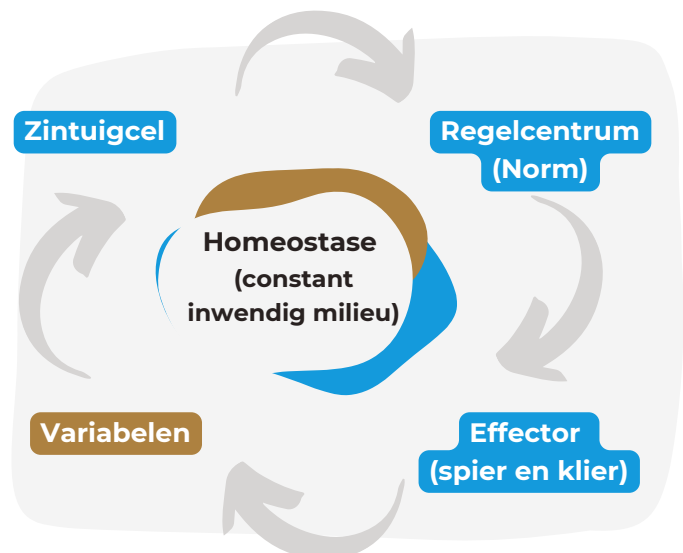 Zintuigcel
Regelcentrum
(Norm)
Homeostase
(constant
inwendig milieu)
Variabelen
Effector
(spier en klier)